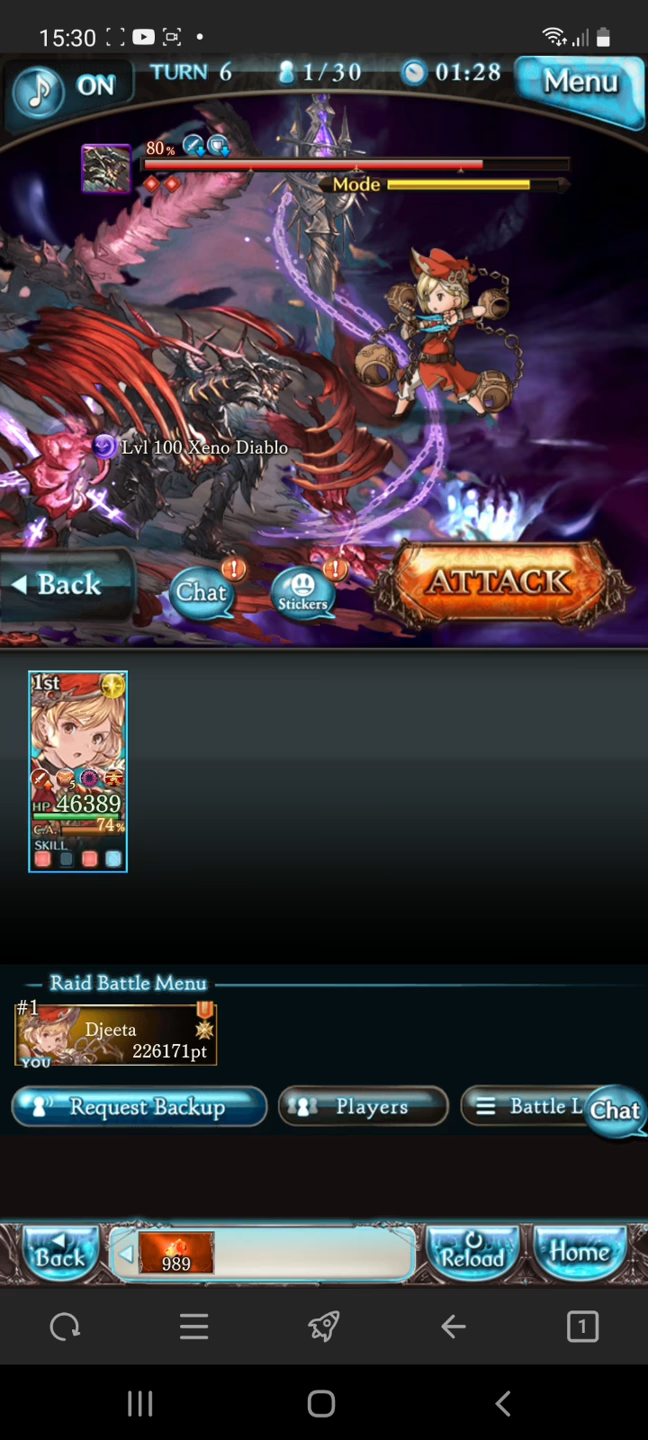 15:30
ON
TURN 6
1/30
01:28
Menu
80%
Mode
Lvl 100 Xeno Diablo
Back
Chat
!
Stickers
!
ATTACK
1st
5
HP 46389
C.A. 74%
SKILL
Raid Battle Menu
#1
Djeeta
YOU
226171pt
Request Backup
Players
Battle L
Chat
Back
989
Reload
Home
1